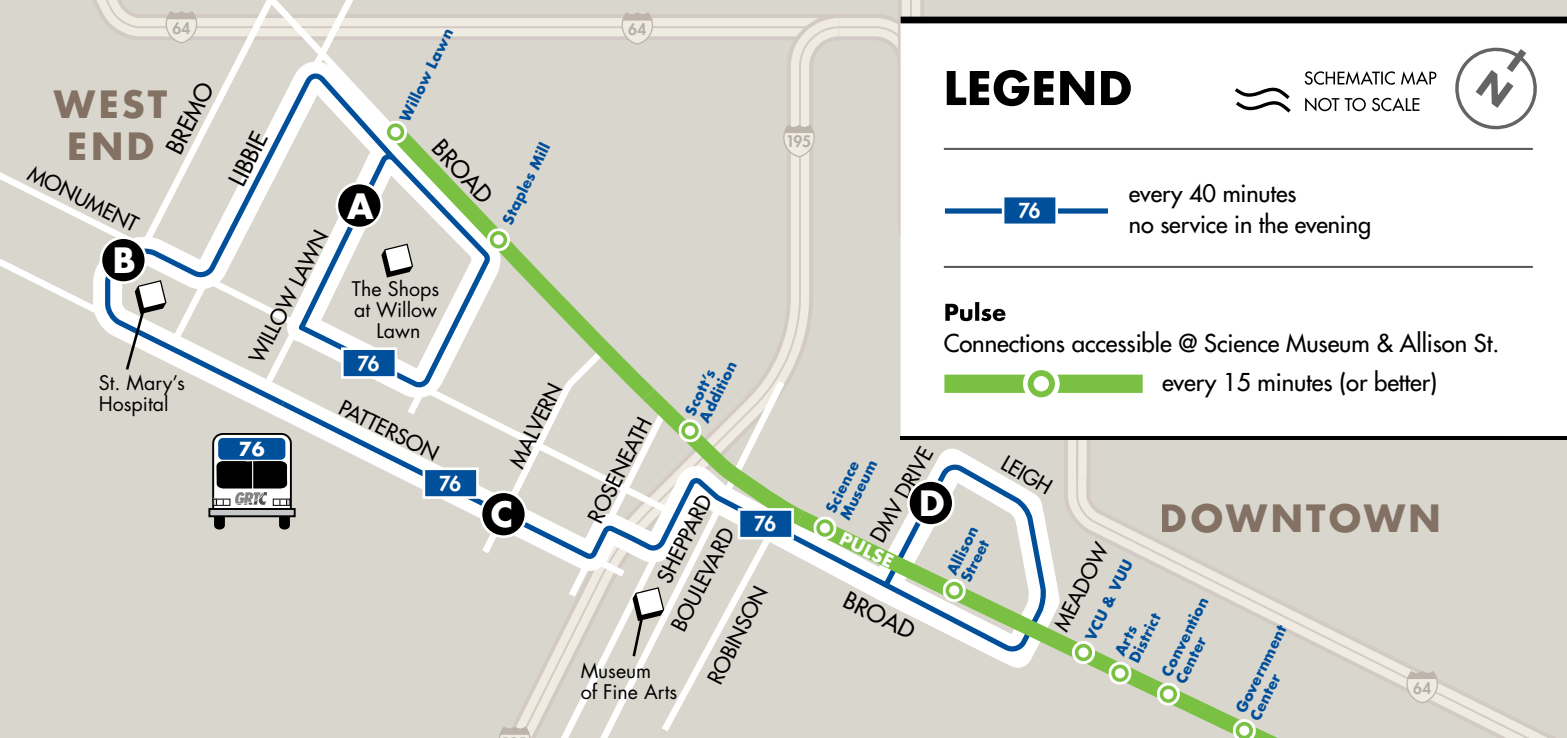 64
64
WEST
END
BREMO
LIBBIE
MONUMENT
Willow Lawn
BROAD
Staples Mill
195
A
B
WILLOW LAWN
The Shops
at Willow
Lawn
76
St. Mary's
Hospital
PATTERSON
76
76
GRTC
C
MALVERN
ROSENEATH
Scott's
Addition
SHEPPARD
BOULEVARD
ROBINSON
76
Museum
of Fine Arts
Science
Museum
PULSE
DMV DRIVE
D
LEIGH
Allison
Street
BROAD
MEADOW
VCU & VUU
Arts
District
Convention
Center
Government
Center
DOWNTOWN
64
LEGEND
SCHEMATIC MAP
NOT TO SCALE
N
76
every 40 minutes
no service in the evening
Pulse
Connections accessible @ Science Museum & Allison St.
every 15 minutes (or better)